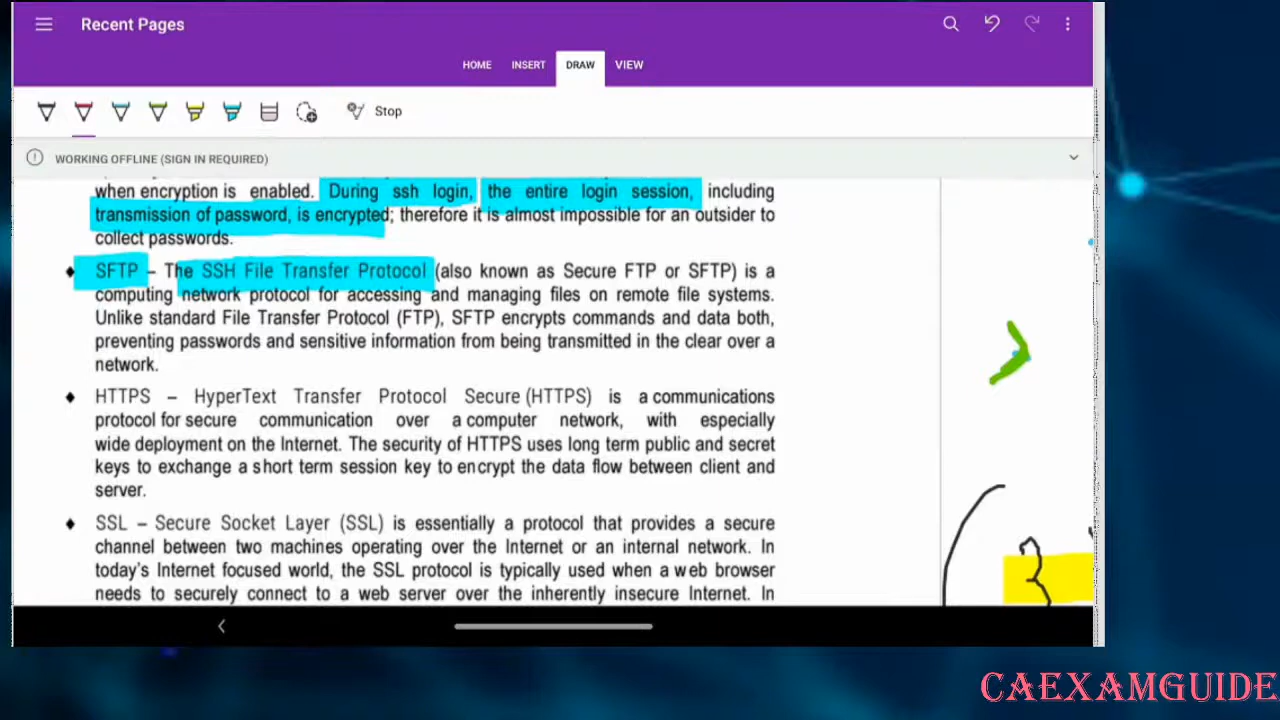 Recent Pages
HOME INSERT DRAW VIEW
Stop
WORKING OFFLINE (SIGN IN REQUIRED)
when encryption is enabled. During ssh login, the entire login session, including
transmission of password, is encrypted; therefore it is almost impossible for an outsider to
collect passwords.
♦ SFTP – The SSH File Transfer Protocol (also known as Secure FTP or SFTP) is a
computing network protocol for accessing and managing files on remote file systems.
Unlike standard File Transfer Protocol (FTP), SFTP encrypts commands and data both,
preventing passwords and sensitive information from being transmitted in the clear over a
network.
♦ HTTPS – HyperText Transfer Protocol Secure (HTTPS) is a communications
protocol for secure communication over a computer network, with especially
wide deployment on the Internet. The security of HTTPS uses long term public and secret
keys to exchange a short term session key to encrypt the data flow between client and
server.
♦ SSL – Secure Socket Layer (SSL) is essentially a protocol that provides a secure
channel between two machines operating over the Internet or an internal network. In
today's Internet focused world, the SSL protocol is typically used when a web browser
needs to securely connect to a web server over the inherently insecure Internet. In
CAEXAMGUIDE